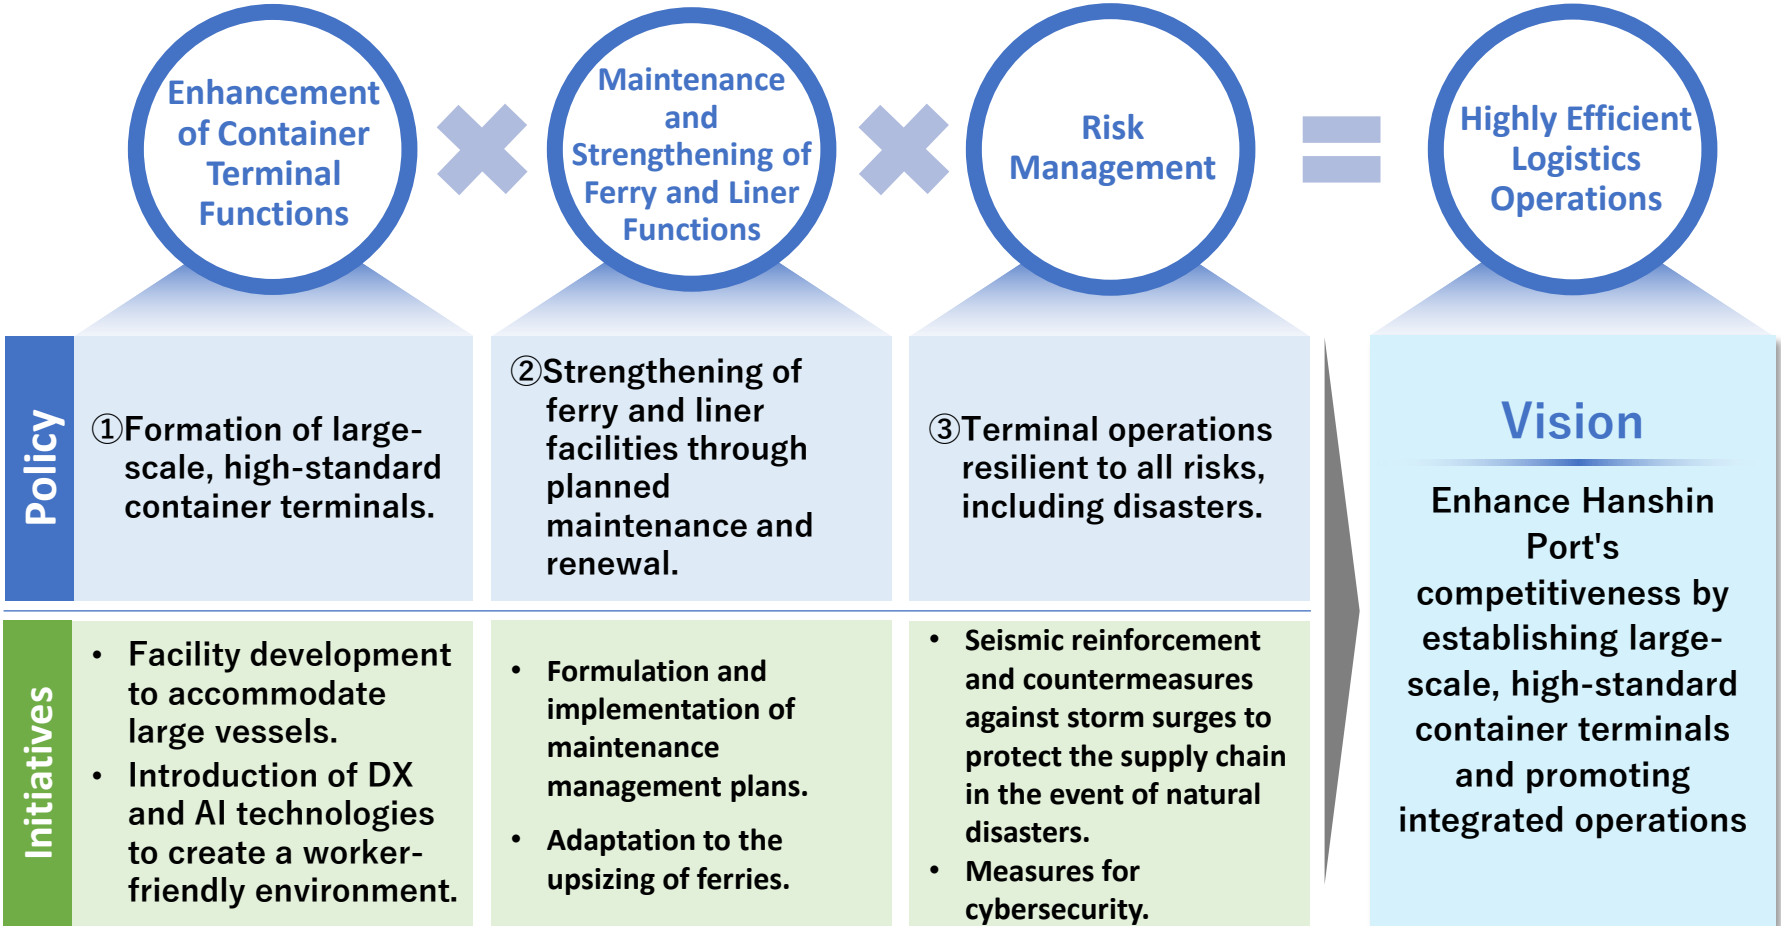 Enhancement
of Container
Terminal
Functions
Maintenance
and
Strengthening of
Ferry and Liner
Functions
Risk
Management
Highly Efficient
Logistics
Operations
Policy
①Formation of large-
scale, high-standard
container terminals.
②Strengthening of
ferry and liner
facilities through
planned
maintenance and
renewal.
③Terminal operations
resilient to all risks,
including disasters.
Initiatives
• Facility development
to accommodate
large vessels.
• Introduction of DX
and AI technologies
to create a worker-
friendly environment.
• Formulation and
implementation of
maintenance
management plans.
• Adaptation to the
upsizing of ferries.
• Seismic reinforcement
and countermeasures
against storm surges to
protect the supply chain
in the event of natural
disasters.
• Measures for
cybersecurity.
Vision
Enhance Hanshin
Port's
competitiveness by
establishing large-
scale, high-standard
container terminals
and promoting
integrated operations